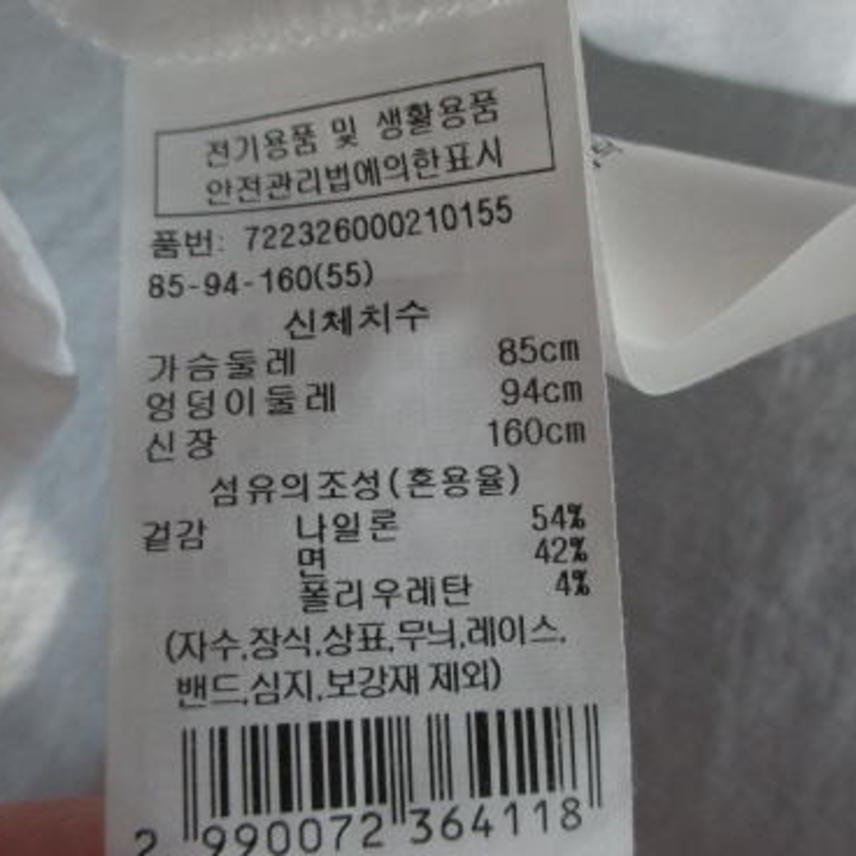 전기용품 및 생활용품
안전관리법에의한표시
품번: 722326000210155
85-94-160(55)
신체치수
가슴둘레 85cm
엉덩이둘레 94cm
신장 160cm
섬유의조성(혼용율)
겉감 나일론 54%
면 42%
폴리우레탄 4%
(자수,장식,상표,무늬,레이스,
밴드,심지,보강재 제외)
2 990072 364118